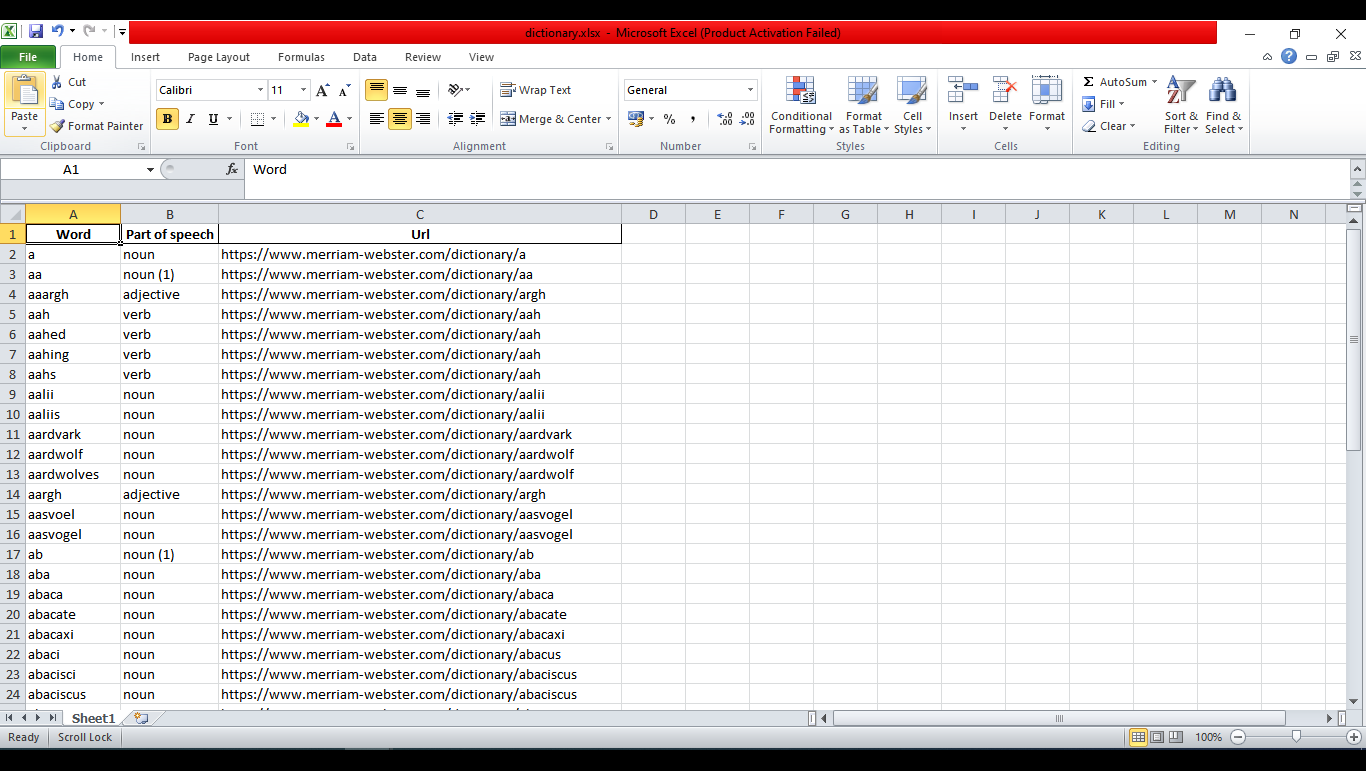 dictionary.xlsx - Microsoft Excel (Product Activation Failed)
File Home Insert Page Layout Formulas Data Review View
Cut
Copy
Format Painter
Paste
Clipboard
Calibri 11
B I U
Font
Wrap Text
Merge & Center
Alignment
General
% ,
Number
Conditional Formatting
Format as Table
Cell Styles
Styles
Insert Delete Format
Cells
AutoSum
Fill
Clear
Sort & Filter
Find & Select
Editing
A1 fx Word
A B C D E F G H I J K L M N
1 Word Part of speech Url
2 a noun https://www.merriam-webster.com/dictionary/a
3 aa noun (1) https://www.merriam-webster.com/dictionary/aa
4 aaargh adjective https://www.merriam-webster.com/dictionary/argh
5 aah verb https://www.merriam-webster.com/dictionary/aah
6 aahed verb https://www.merriam-webster.com/dictionary/aah
7 aahing verb https://www.merriam-webster.com/dictionary/aah
8 aahs verb https://www.merriam-webster.com/dictionary/aah
9 aalii noun https://www.merriam-webster.com/dictionary/aalii
10 aaliis noun https://www.merriam-webster.com/dictionary/aalii
11 aardvark noun https://www.merriam-webster.com/dictionary/aardvark
12 aardwolf noun https://www.merriam-webster.com/dictionary/aardwolf
13 aardwolves noun https://www.merriam-webster.com/dictionary/aardwolf
14 aargh adjective https://www.merriam-webster.com/dictionary/argh
15 aasvoel noun https://www.merriam-webster.com/dictionary/aasvogel
16 aasvogel noun https://www.merriam-webster.com/dictionary/aasvogel
17 ab noun (1) https://www.merriam-webster.com/dictionary/ab
18 aba noun https://www.merriam-webster.com/dictionary/aba
19 abaca noun https://www.merriam-webster.com/dictionary/abaca
20 abacate noun https://www.merriam-webster.com/dictionary/abacate
21 abacaxi noun https://www.merriam-webster.com/dictionary/abacaxi
22 abaci noun https://www.merriam-webster.com/dictionary/abacus
23 abacisci noun https://www.merriam-webster.com/dictionary/abaciscus
24 abaciscus noun https://www.merriam-webster.com/dictionary/abaciscus
Sheet1
Ready Scroll Lock 100%